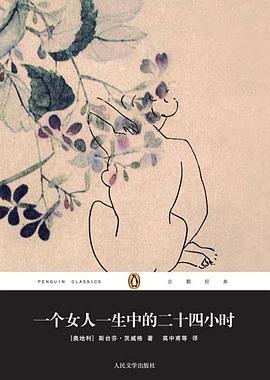 PENGUIN CLASSICS 企鹅经典
一个女人一生中的二十四小时
[奥地利] 斯台芬·茨威格 著 高中甫等 译
人民文学出版社